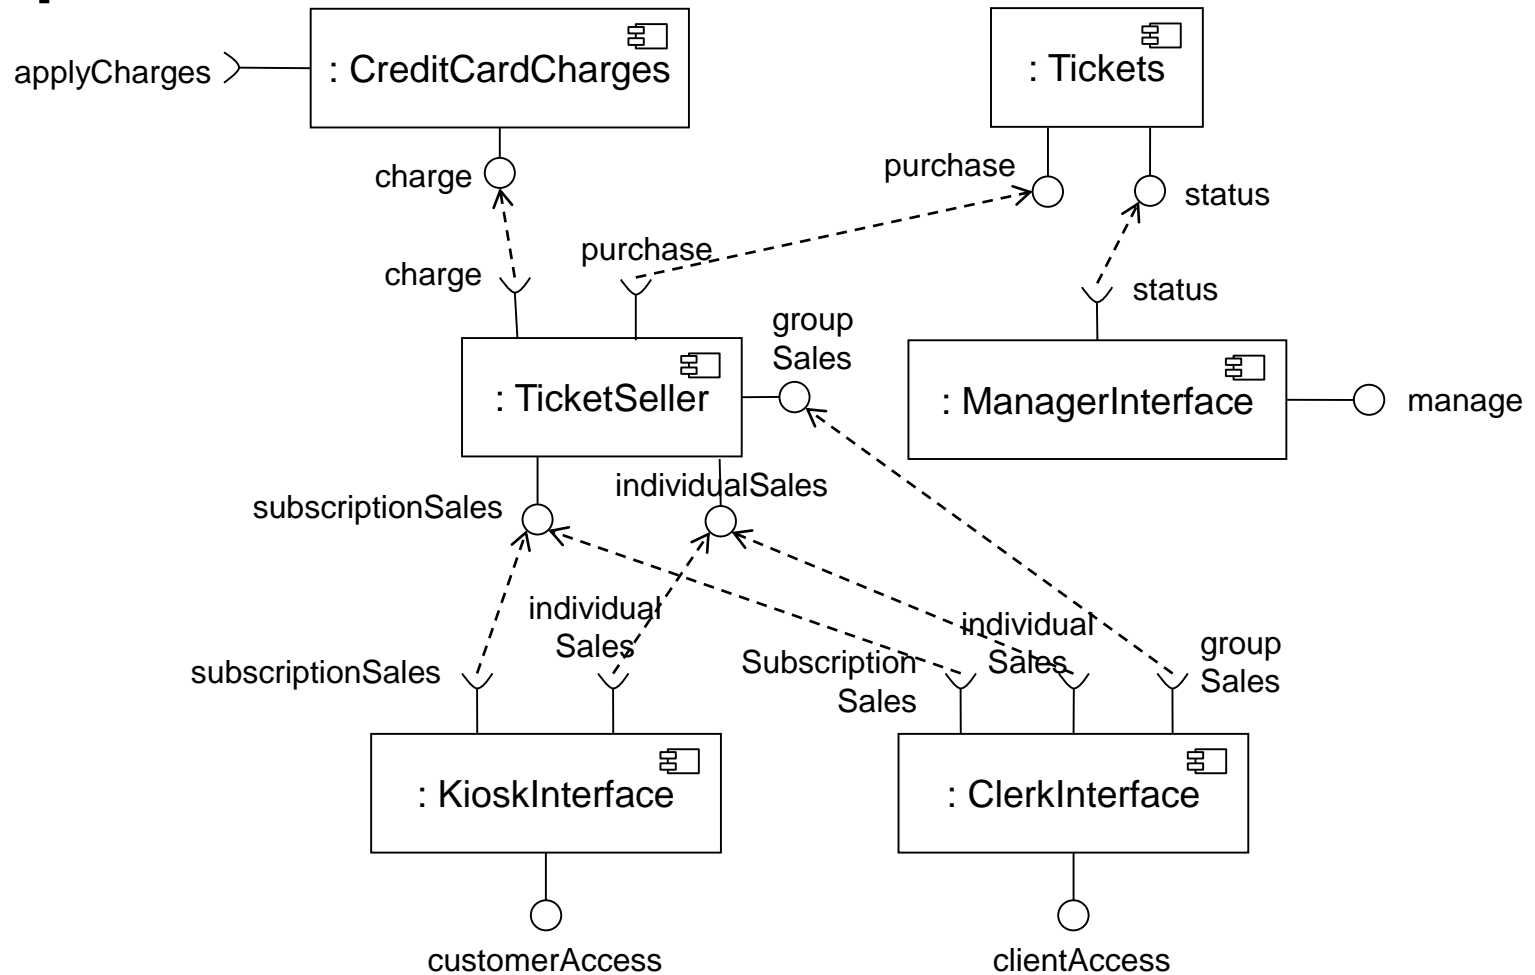 applyCharges
: CreditCardCharges
: Tickets
charge
purchase
status
charge
purchase
status
group
Sales
: TicketSeller
: ManagerInterface
manage
subscriptionSales
individualSales
individual
Sales
subscriptionSales
Subscription
Sales
individual
Sales
group
Sales
: KioskInterface
: ClerkInterface
customerAccess
clientAccess